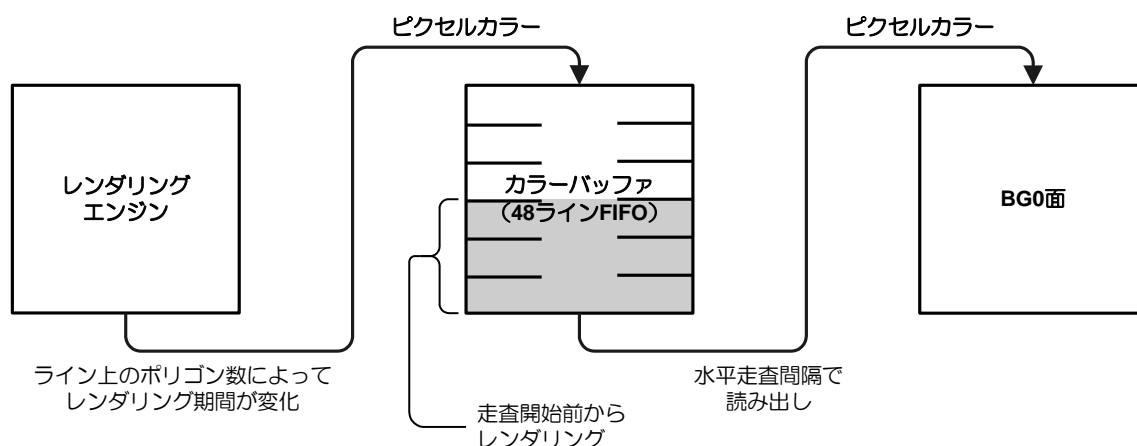 ピクセルカラー
ピクセルカラー
レンダリング
エンジン
カラーバッファ
（48ラインFIFO）
BG0面
ライン上のポリゴン数によって
レンダリング期間が変化
水平走査間隔で
読み出し
走査開始前から
レンダリング